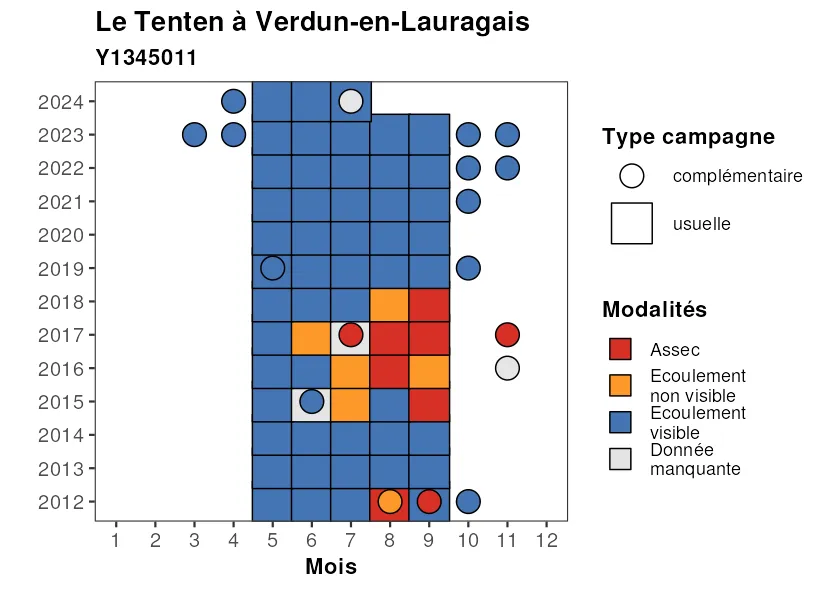 Le Tenten à Verdun-en-Lauragais
Y1345011
2024
2023
2022
2021
2020
2019
2018
2017
2016
2015
2014
2013
2012
1 2 3 4 5 6 7 8 9 10 11 12
Mois
Type campagne
complémentaire
usuelle
Modalités
Assec
Ecoulement
non visible
Ecoulement
visible
Donnée
manquante